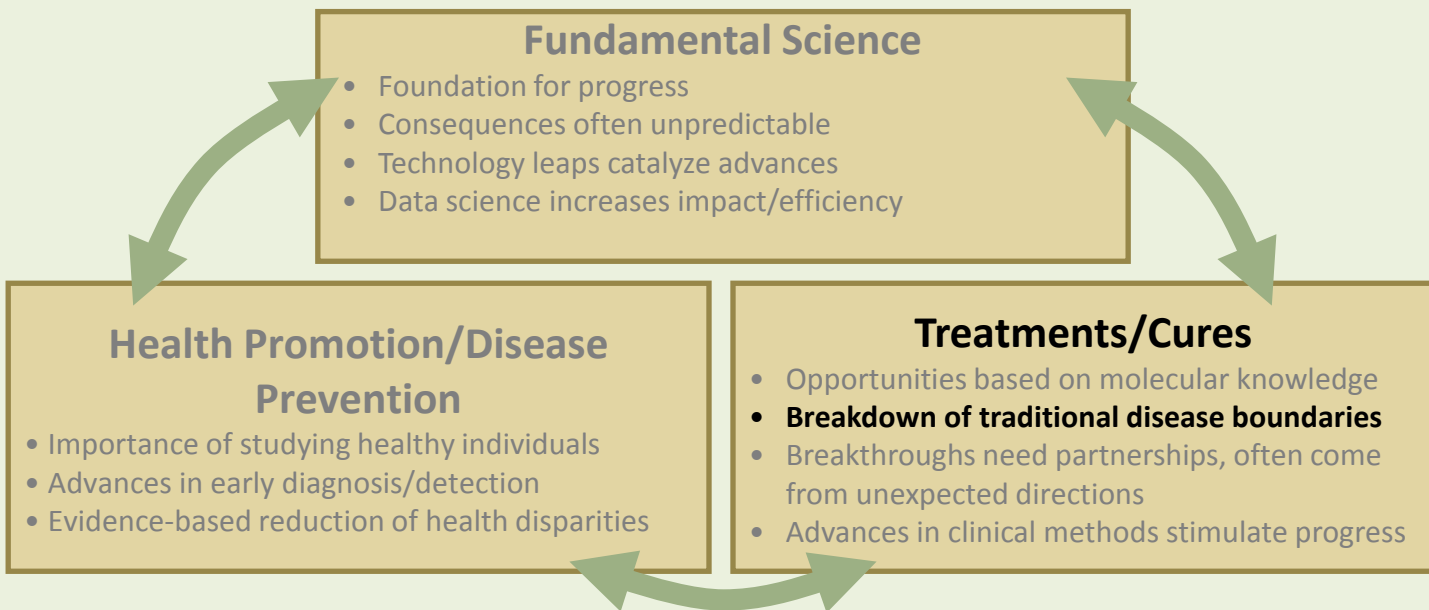 Fundamental Science
• Foundation for progress
• Consequences often unpredictable
• Technology leaps catalyze advances
• Data science increases impact/efficiency
Health Promotion/Disease
Prevention
• Importance of studying healthy individuals
• Advances in early diagnosis/detection
• Evidence-based reduction of health disparities
Treatments/Cures
• Opportunities based on molecular knowledge
• Breakdown of traditional disease boundaries
• Breakthroughs need partnerships, often come
from unexpected directions
• Advances in clinical methods stimulate progress